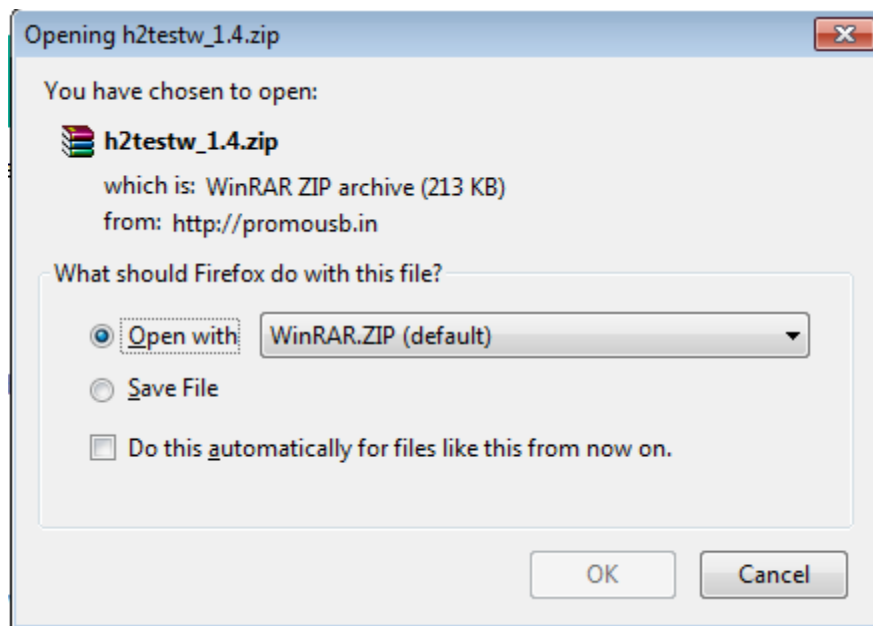 Opening h2testw_1.4.zip
You have chosen to open:
h2testw_1.4.zip
which is: WinRAR ZIP archive (213 KB)
from: http://promousb.in
What should Firefox do with this file?
Open with WinRAR.ZIP (default)
Save File
Do this automatically for files like this from now on.
OK Cancel